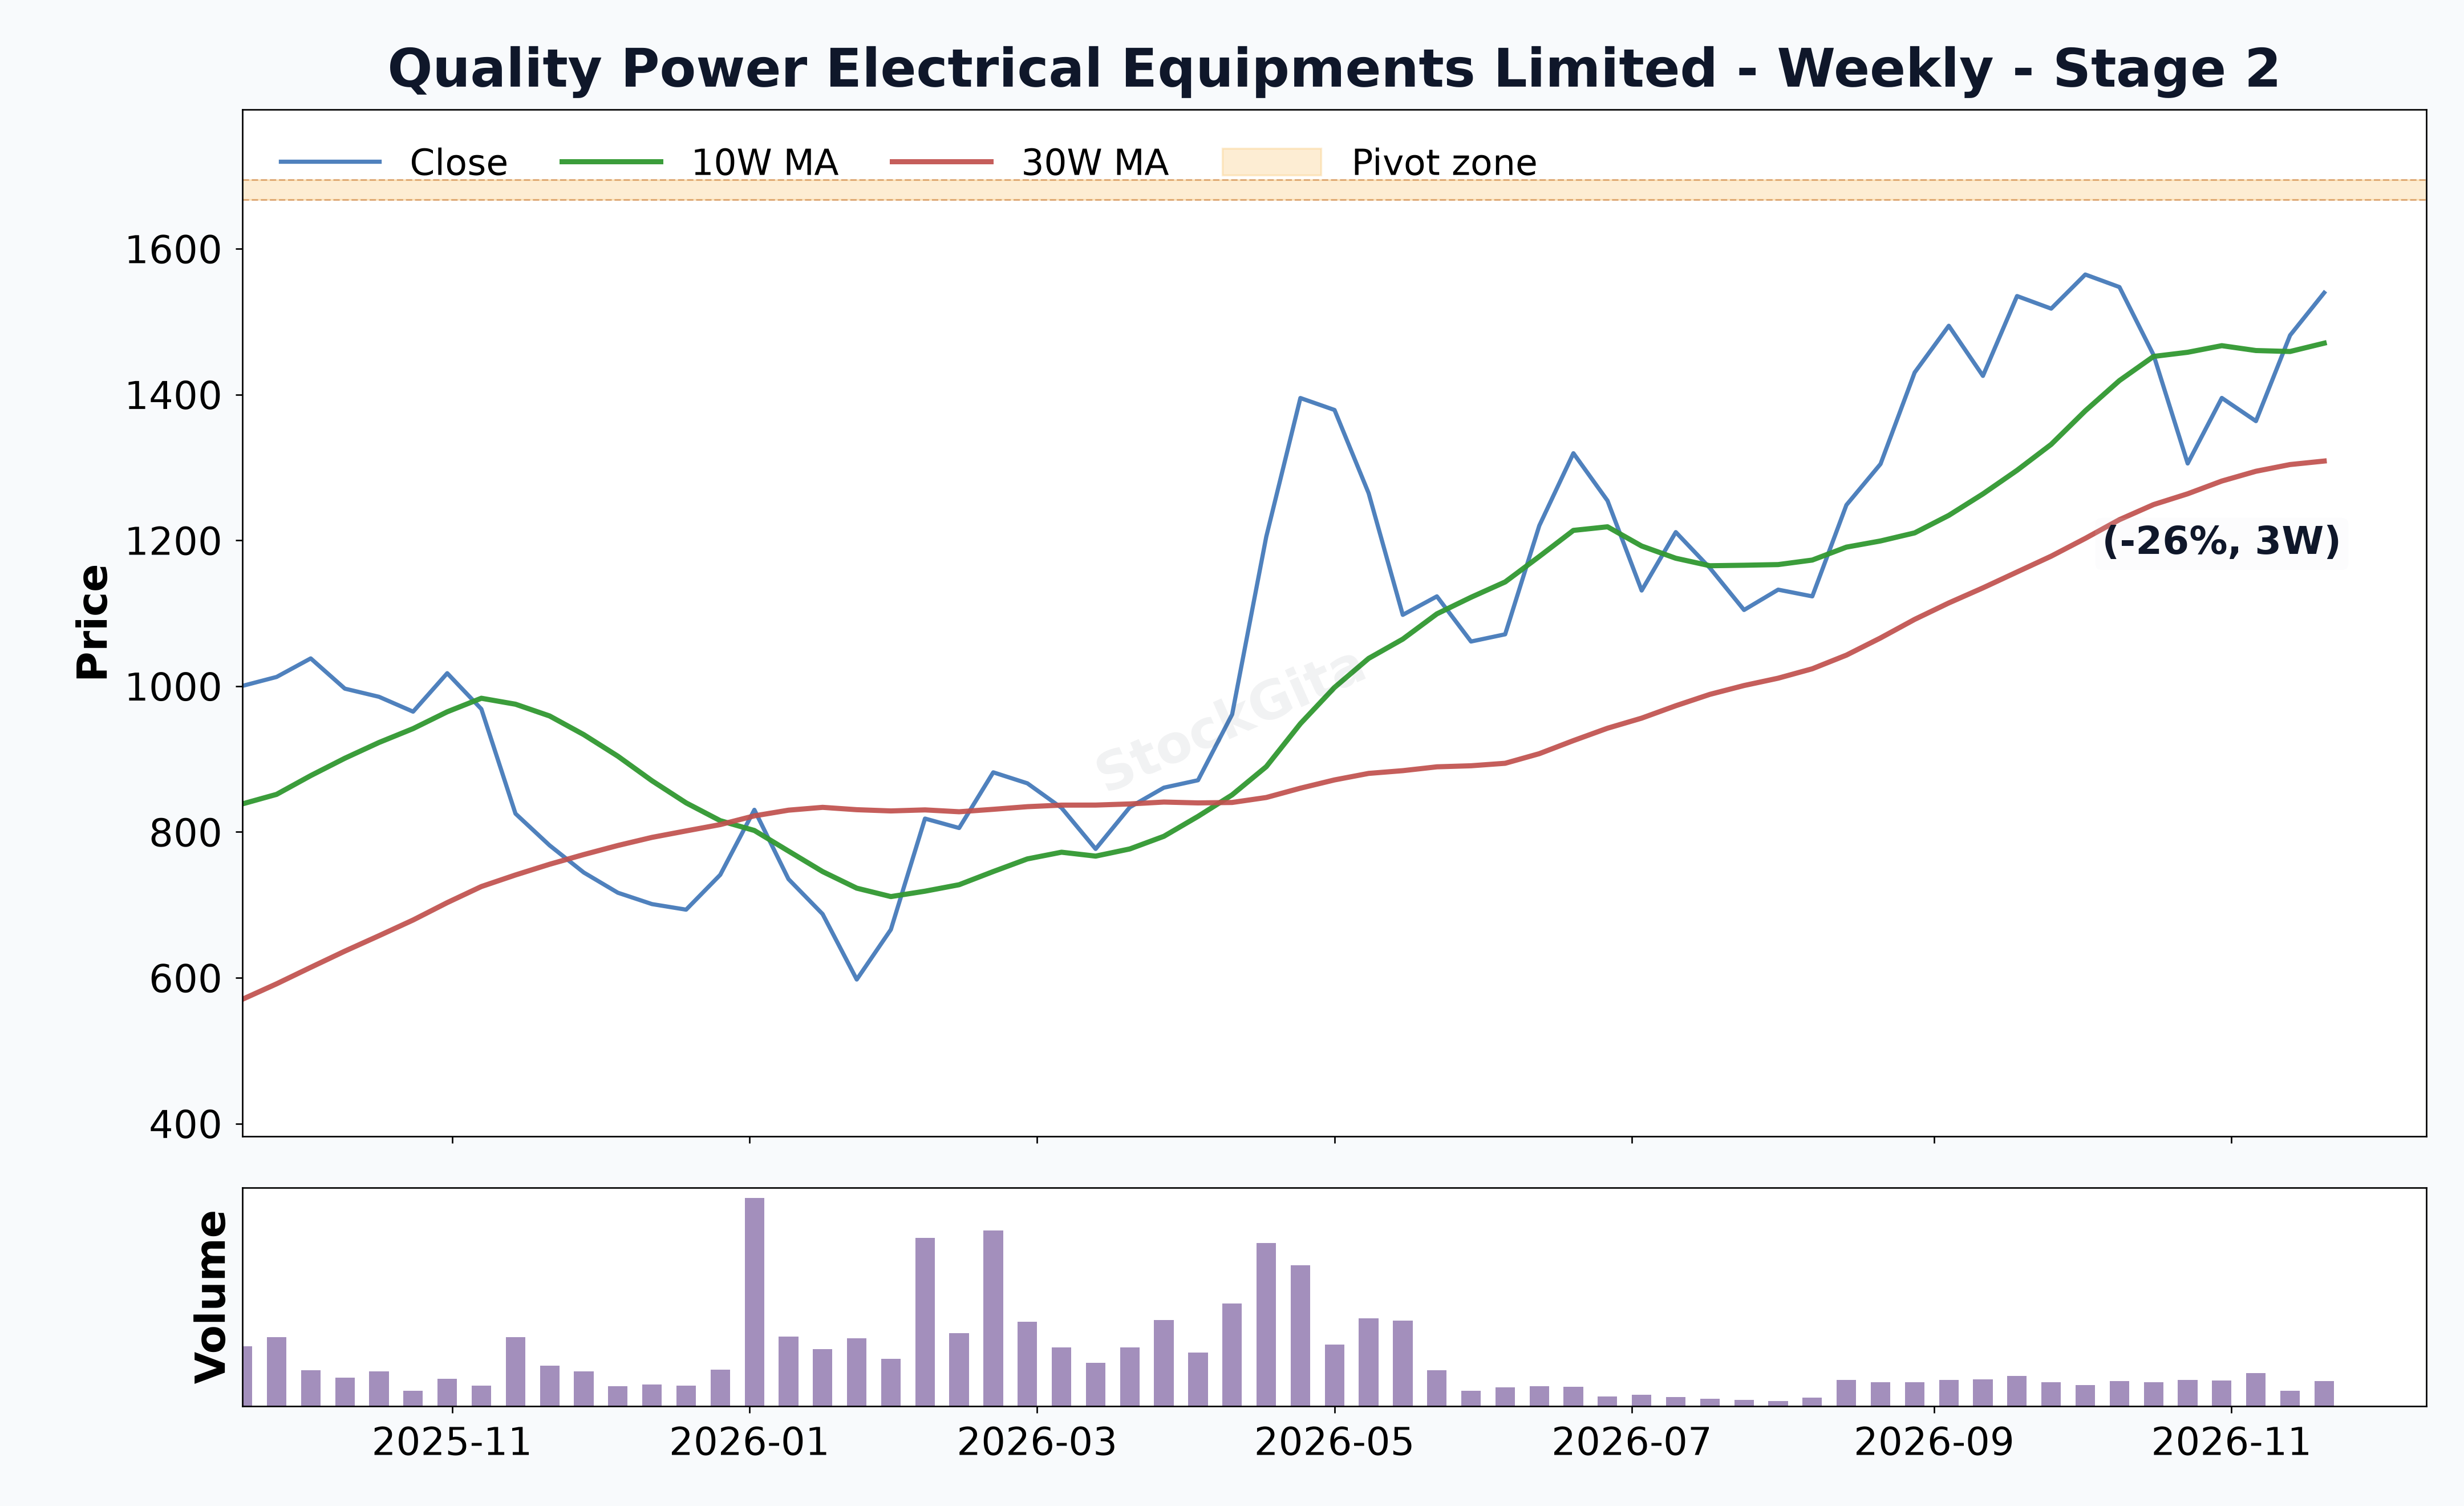 Quality Power Electrical Equipments Limited - Weekly - Stage 2
Close 10W MA 30W MA Pivot zone
Price
1600
1400
1200
1000
800
600
400
(-26%, 3W)
StockGita
Volume
2025-11 2026-01 2026-03 2026-05 2026-07 2026-09 2026-11